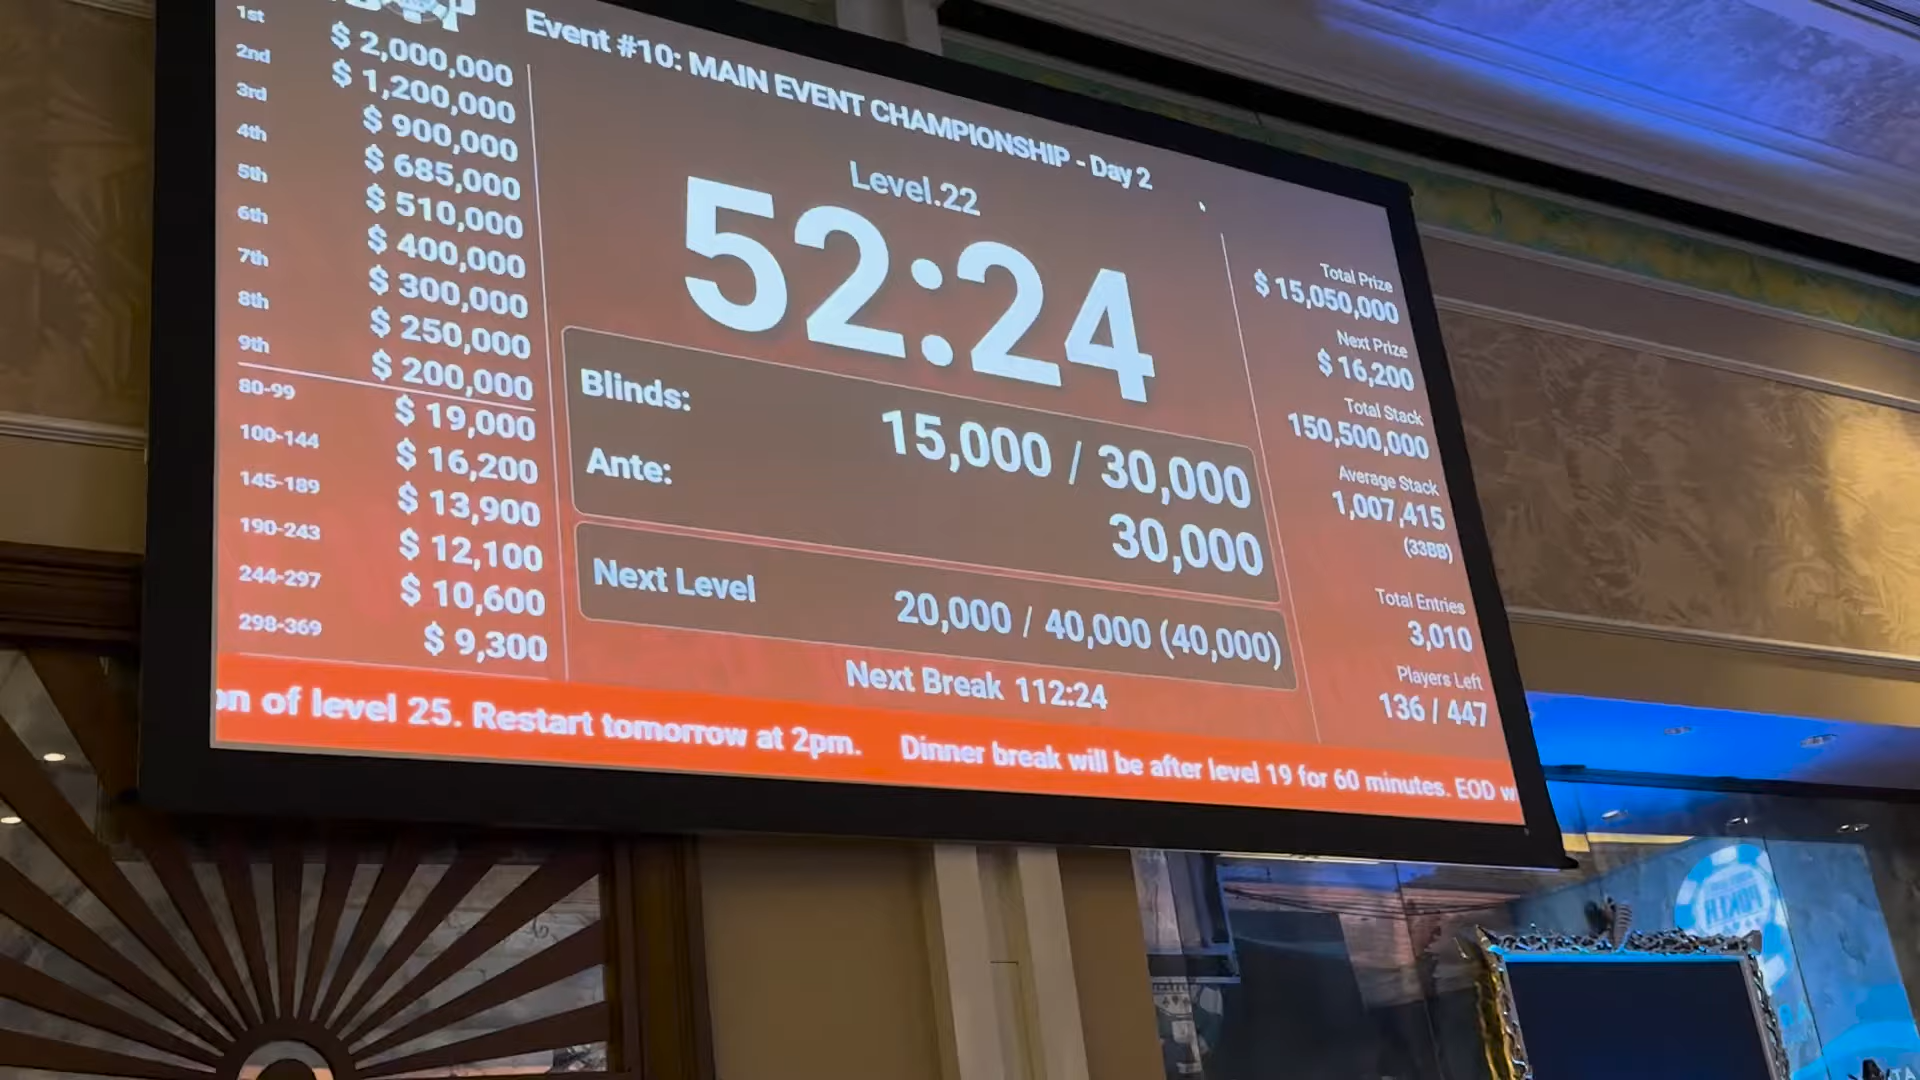 Event #10: MAIN EVENT CHAMPIONSHIP - Day 2
1st $ 2,000,000
2nd $ 1,200,000
3rd $ 900,000
4th $ 685,000
5th $ 510,000
6th $ 400,000
7th $ 300,000
8th $ 250,000
9th $ 200,000
80-99 $ 19,000
100-144 $ 16,200
145-189 $ 13,900
190-243 $ 12,100
244-297 $ 10,600
298-369 $ 9,300
Level.22
52:24
Blinds: 15,000 / 30,000
Ante: 30,000
Next Level 20,000 / 40,000 (40,000)
Next Break 112:24
Total Prize
$ 15,050,000
Next Prize
$ 16,200
Total Stack
150,500,000
Average Stack
1,007,415
(33BB)
Total Entries
3,010
Players Left
136 / 447
on of level 25. Restart tomorrow at 2pm. Dinner break will be after level 19 for 60 minutes. EOD w